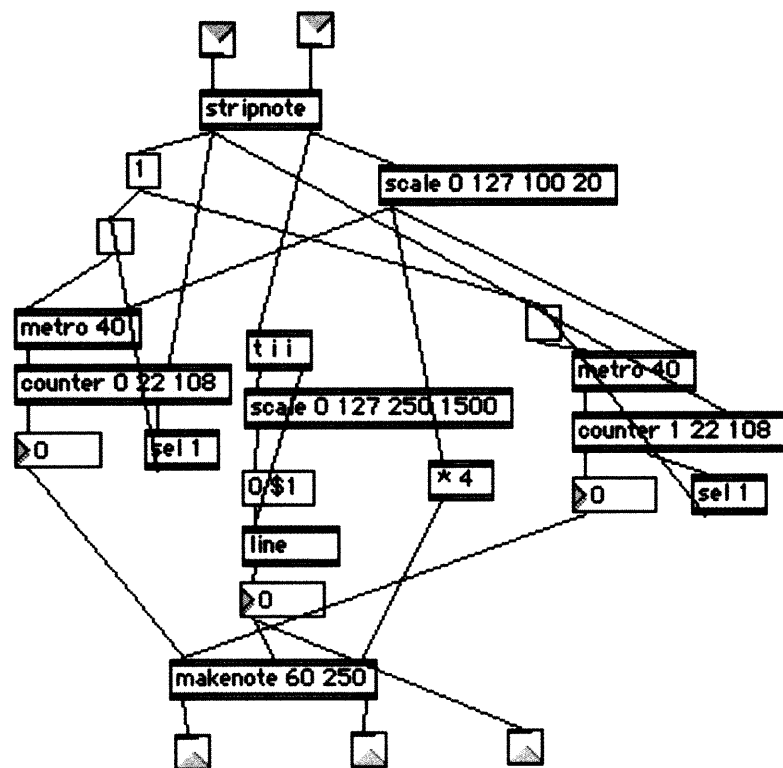 stripnote
1
scale 0 127 100 20
metro 40
t i i
metro 40
counter 0 22 108
scale 0 127 250 1500
counter 1 22 108
0
sel 1
* 4
0 $1
0
sel 1
line
0
makenote 60 250